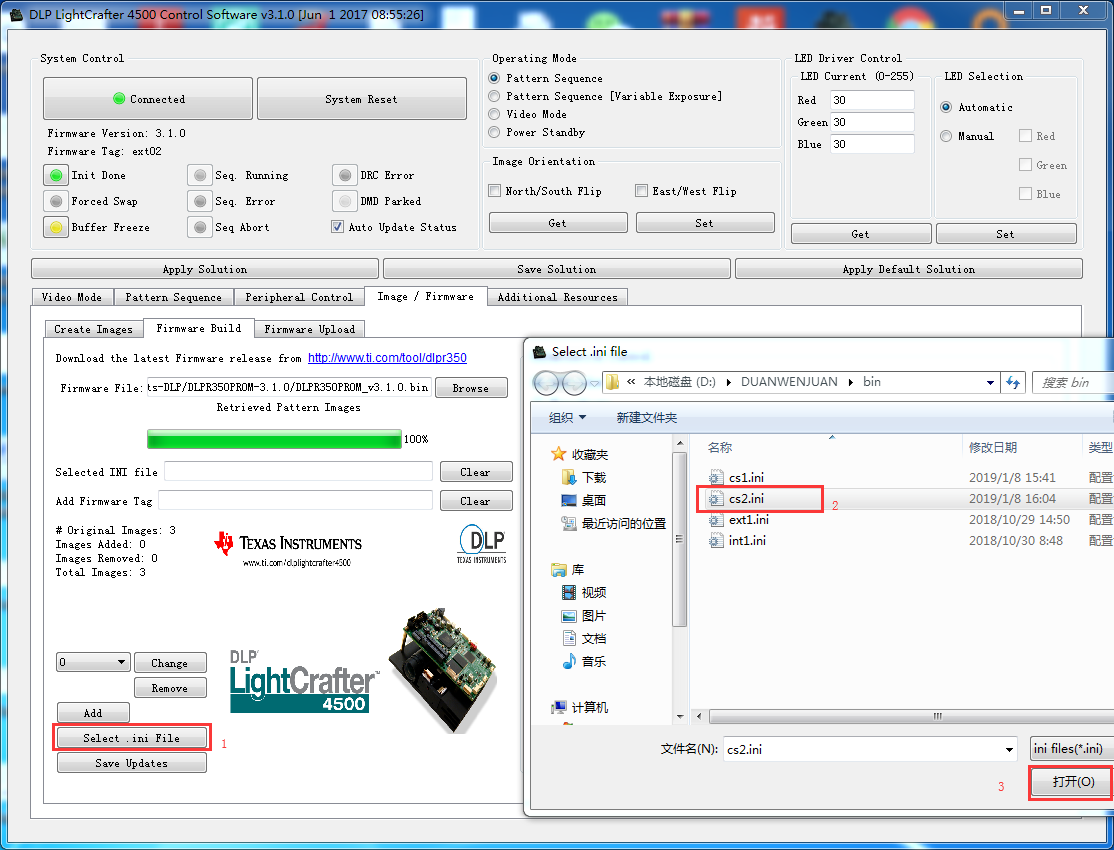 DLP LightCrafter 4500 Control Software v3.1.0 [Jun  1 2017 08:55:26]
System Control
Connected
System Reset
Firmware Version: 3.1.0
Firmware Tag: ext02
Init Done
Seq. Running
DRC Error
Forced Swap
Seq. Error
DMD Parked
Buffer Freeze
Seq Abort
Auto Update Status
Operating Mode
Pattern Sequence
Pattern Sequence [Variable Exposure]
Video Mode
Power Standby
Image Orientation
North/South Flip
East/West Flip
Get
Set
LED Driver Control
LED Current (0-255)
Red 30
Green 30
Blue 30
LED Selection
Automatic
Manual
Red
Green
Blue
Get
Set
Apply Solution
Save Solution
Apply Default Solution
Video Mode
Pattern Sequence
Peripheral Control
Image / Firmware
Additional Resources
Create Images
Firmware Build
Firmware Upload
Download the latest Firmware release from http://www.ti.com/tool/dlpr350
Firmware File: ts-DLP/DLPR350PROM-3.1.0/DLPR350PROM_v3.1.0.bin Browse
Retrieved Pattern Images
100%
Selected INI file
Clear
Add Firmware Tag
Clear
# Original Images: 3
Images Added: 0
Images Removed: 0
Total Images: 3
TEXAS INSTRUMENTS
www.ti.com/dlplightcrafter4500
DLP
TEXAS INSTRUMENTS
0
Change
Remove
Add
Select .ini File
1
Save Updates
DLP
LightCrafter™
4500
Select .ini file
« 本地磁盘 (D:) DUANWENJUAN bin
搜索 bin
组织
新建文件夹
收藏夹
下载
桌面
最近访问的位置
库
视频
图片
文档
音乐
计算机
名称
修改日期
类型
cs1.ini
2019/1/8 15:41
配置
cs2.ini
2
2019/1/8 16:04
配置
ext1.ini
2018/10/29 14:50
配置
int1.ini
2018/10/30 8:48
配置
文件名(N): cs2.ini
ini files(*.ini)
3
打开(O)